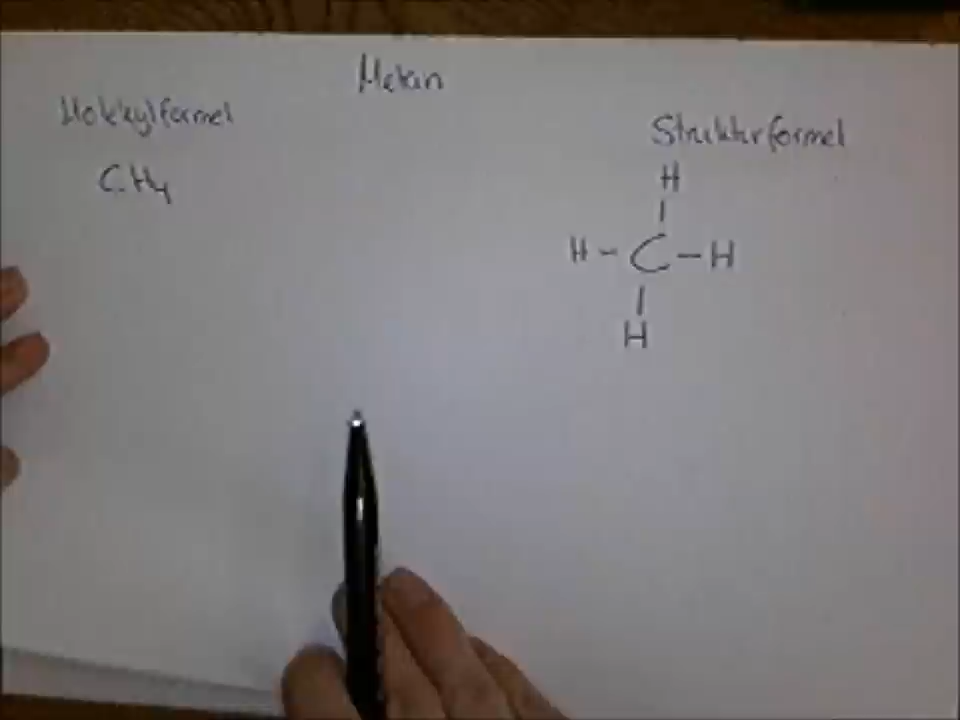 Metan
Molekylformel
CH₄
Strukturformel
H
|
H - C - H
|
H